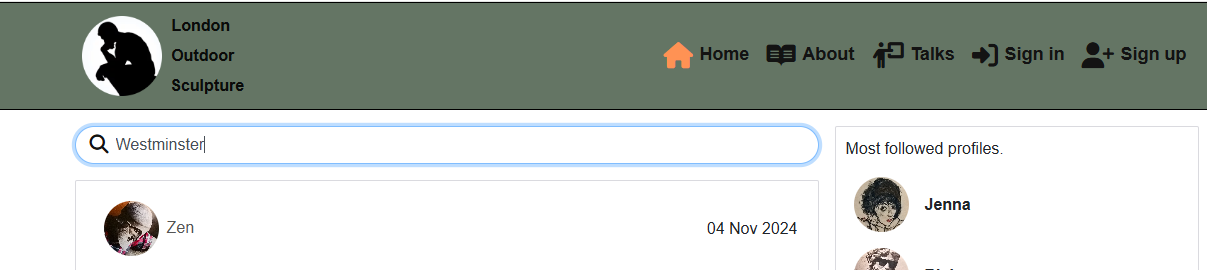 London
Outdoor
Sculpture
Home About Talks Sign in Sign up
Westminster
Most followed profiles.
Zen 04 Nov 2024
Jenna